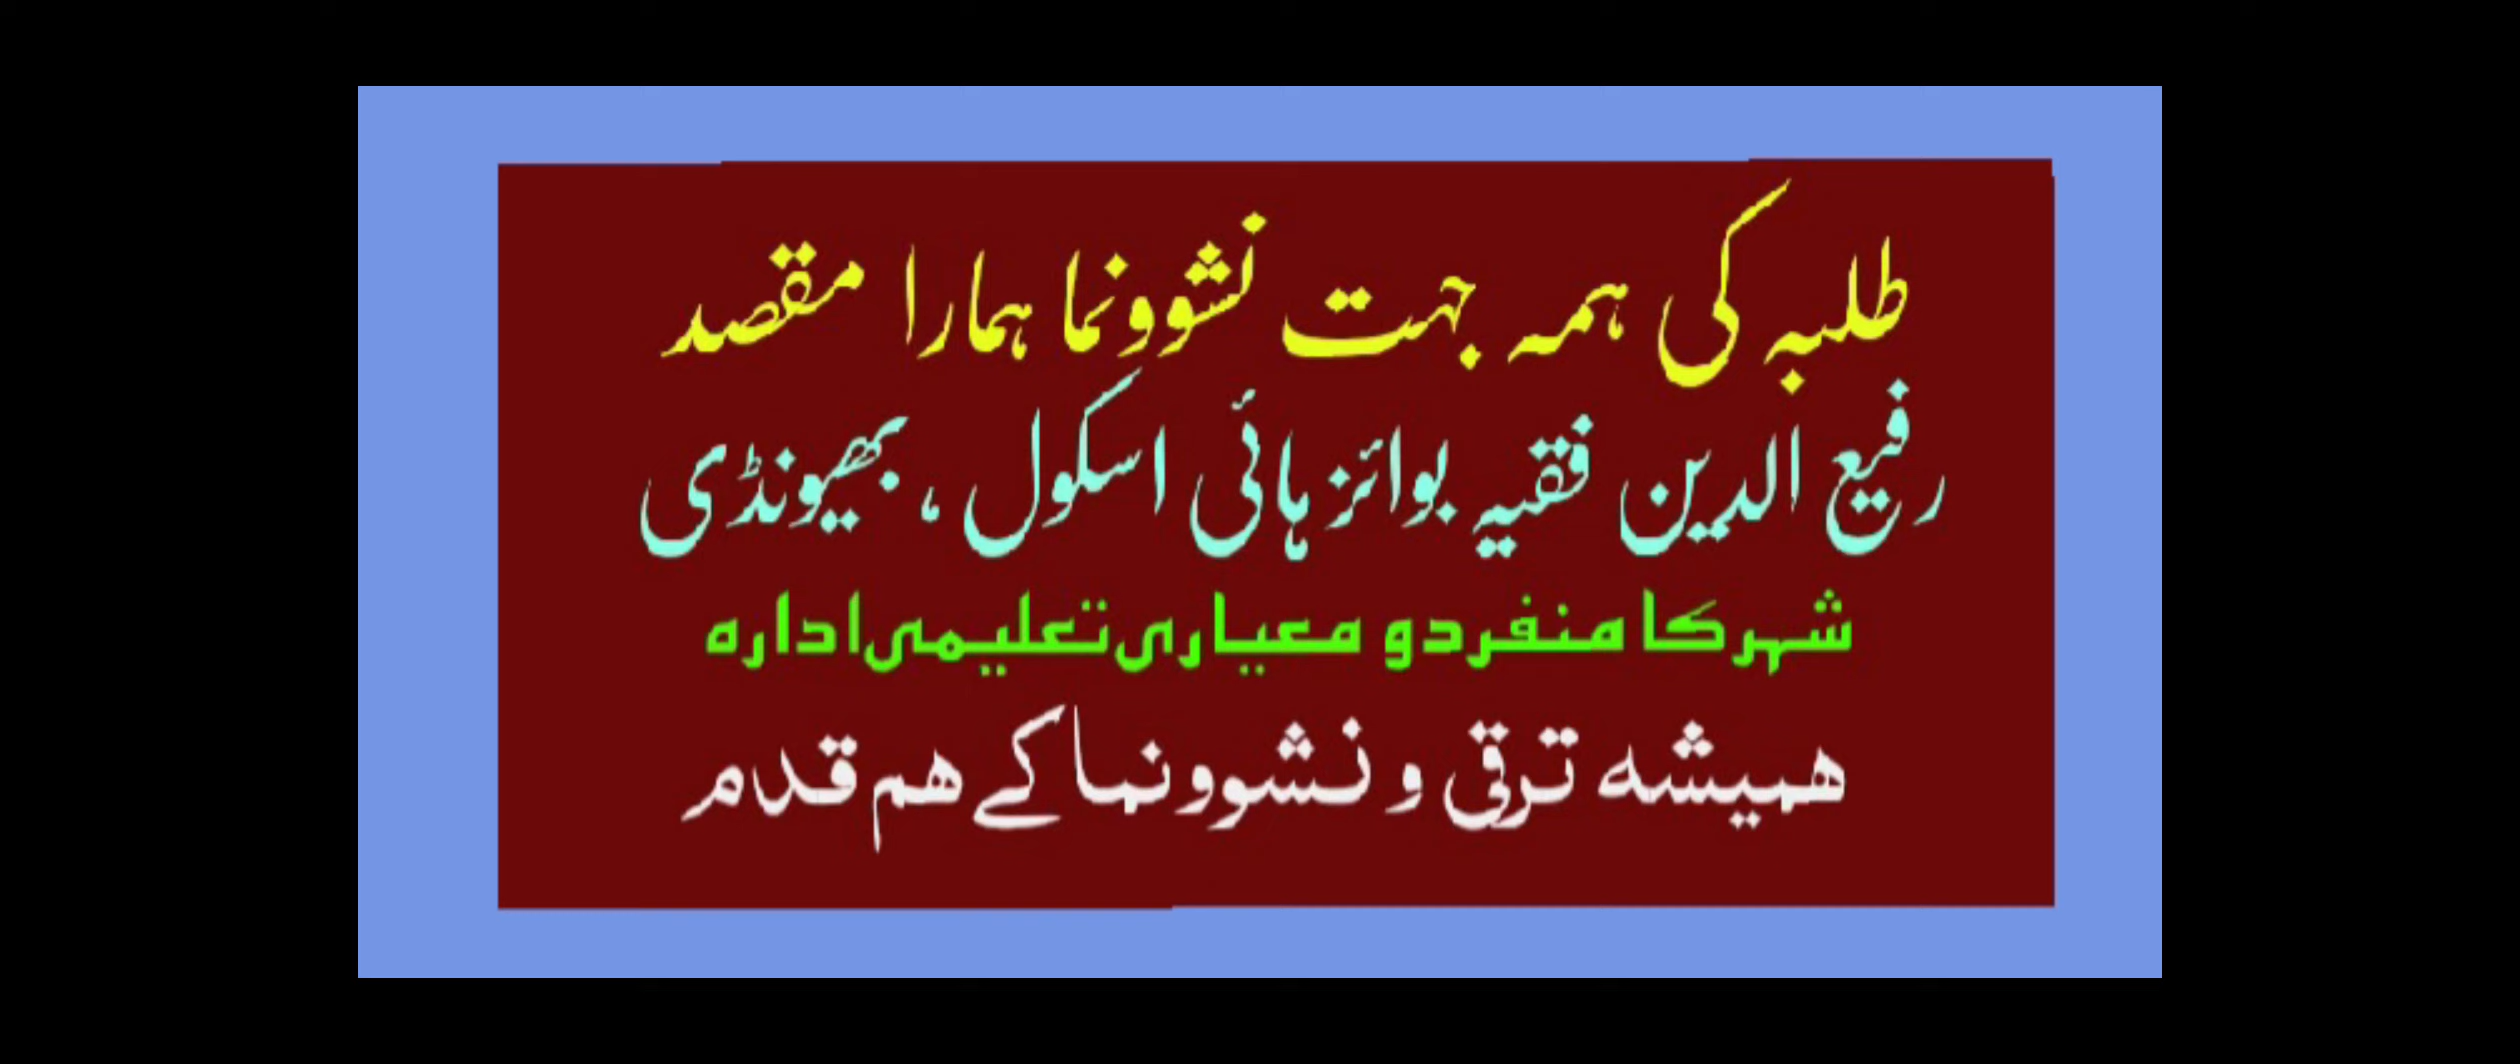 طلبہ کی ہمہ جہت نشوونما ہمارا مقصد
رفیع الدین فقیہ بوائز ہائی اسکول ، بھیونڈی
شہر کا منفرد و معیاری تعلیمی ادارہ
ہمیشہ ترقی و نشوونما کے ہم قدم